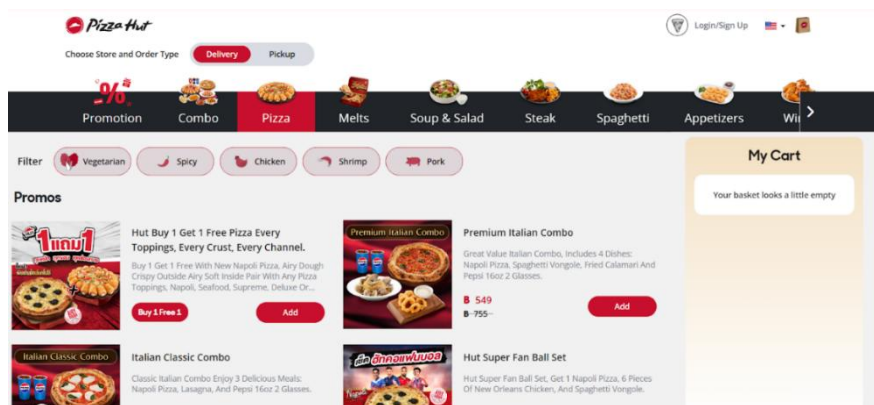 Pizza Hut
Login/Sign Up
Choose Store and Order Type
Delivery
Pickup
Promotion
Combo
Pizza
Melts
Soup & Salad
Steak
Spaghetti
Appetizers
Filter
Vegetarian
Spicy
Chicken
Shrimp
Pork
My Cart
Your basket looks a little empty
Promos
1 แถม 1
Hut Buy 1 Get 1 Free Pizza Every
Toppings, Every Crust, Every Channel.
Buy 1 Get 1 Free With New Napoli Pizza, Airy Dough
Crispy Outside Airy Soft Inside Pair With Any Pizza
Toppings, Napoli, Seafood, Supreme, Deluxe Or...
Buy 1 Free 1
Add
Premium Italian Combo
Premium Italian Combo
Great Value Italian Combo, Includes 4 Dishes:
Napoli Pizza, Spaghetti Vongole, Fried Calamari And
Pepsi 16oz 2 Glasses.
฿ 549
฿ 755
Add
Italian Classic Combo
Italian Classic Combo
Classic Italian Combo Enjoy 3 Delicious Meals:
Napoli Pizza, Lasagna, And Pepsi 16oz 2 Glasses.
Hut Super Fan Ball Set
Hut Super Fan Ball Set, Get 1 Napoli Pizza, 6 Pieces
Of New Orleans Chicken, And Spaghetti Vongole.